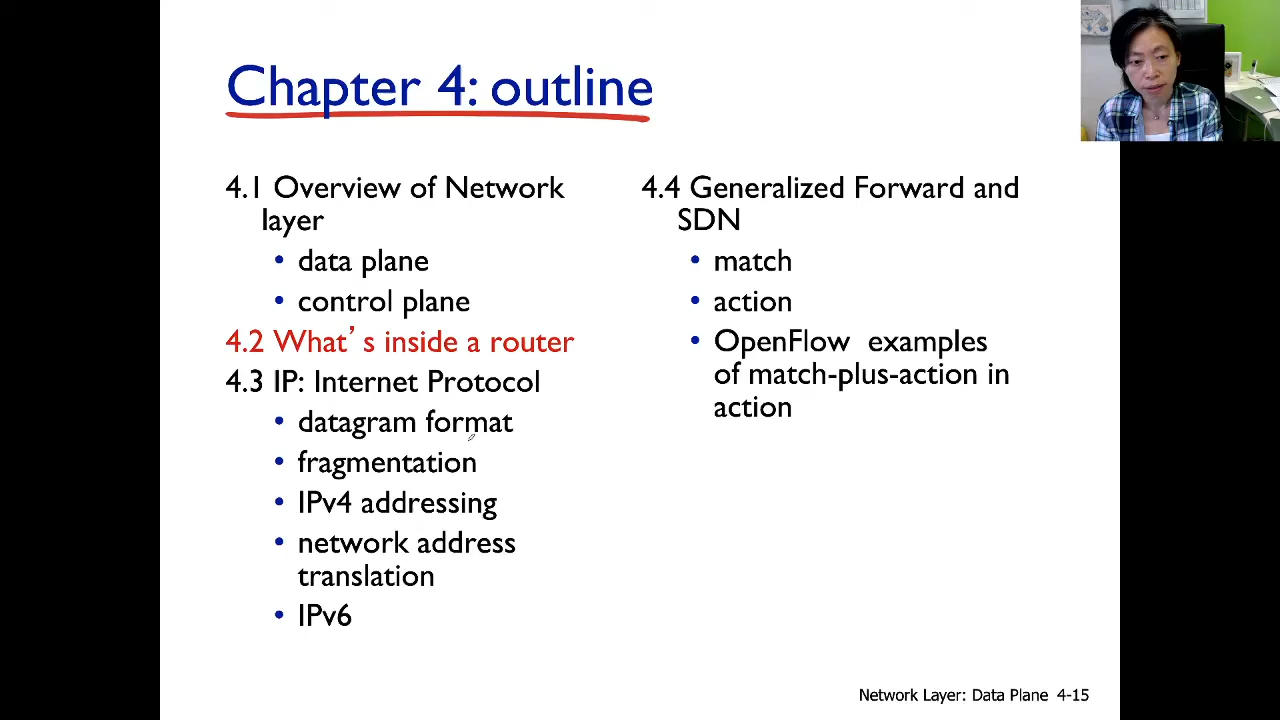 Chapter 4: outline
4.1 Overview of Network
layer
• data plane
• control plane
4.2 What’s inside a router
4.3 IP: Internet Protocol
• datagram format
• fragmentation
• IPv4 addressing
• network address
translation
• IPv6
4.4 Generalized Forward and
SDN
• match
• action
• OpenFlow examples
of match-plus-action in
action
Network Layer: Data Plane 4-15